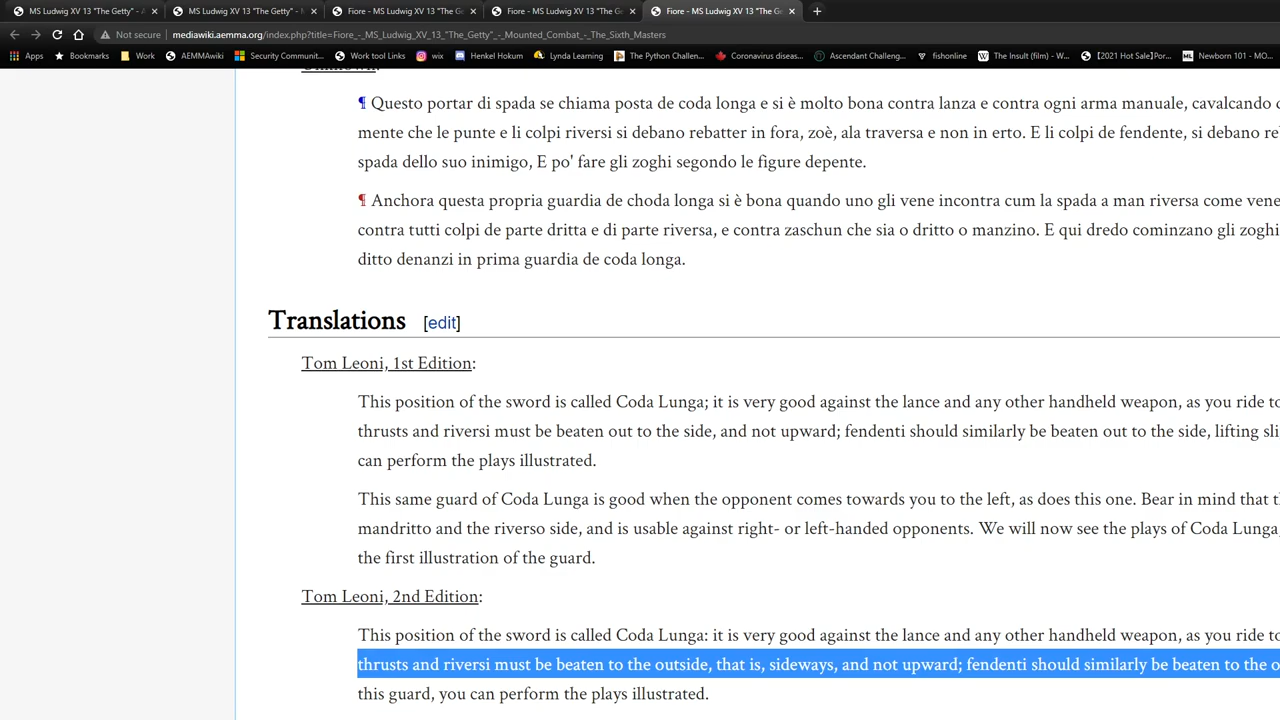 MS Ludwig XV 13 "The Getty" - A
MS Ludwig XV 13 "The Getty" - M
Fiore - MS Ludwig XV 13 "The G
Fiore - MS Ludwig XV 13 "The Ge
Fiore - MS Ludwig XV 13 "The Ge
Not secure | mediawiki.aemma.org/index.php?title=Fiore_-_MS_Ludwig_XV_13_"The_Getty"_-_Mounted_Combat_-_The_Sixth_Masters
Apps Bookmarks Work AEMMAwiki Security Community... Work tool Links wix Henkel Hokum Lynda Learning The Python Challen... Coronavirus diseas... Ascendant Challeng... fishonline The Insult (film) - W... 【2021 Hot Sale】Por... Newborn 101 - MO...
Unknown:
¶ Questo portar di spada se chiama posta de coda longa e si è molto bona contra lanza e contra ogni arma manuale, cavalcando
mente che le punte e li colpi riversi si debano rebatter in fora, zoè, ala traversa e non in erto. E li colpi de fendente, si debano
spada dello suo inimigo, E po' fare gli zoghi segondo le figure depente.
¶ Anchora questa propria guardia de choda longa si è bona quando uno gli vene incontra cum la spada a man riversa come vene
contra tutti colpi de parte dritta e di parte riversa, e contra zaschun che sia o dritto o manzino. E qui dredo cominzano gli zoghi
ditto denanzi in prima guardia de coda longa.
Translations [edit]
Tom Leoni, 1st Edition:
This position of the sword is called Coda Lunga; it is very good against the lance and any other handheld weapon, as you ride to
thrusts and riversi must be beaten out to the side, and not upward; fendenti should similarly be beaten out to the side, lifting
can perform the plays illustrated.
This same guard of Coda Lunga is good when the opponent comes towards you to the left, as does this one. Bear in mind that
mandritto and the riverso side, and is usable against right- or left-handed opponents. We will now see the plays of Coda Lunga,
the first illustration of the guard.
Tom Leoni, 2nd Edition:
This position of the sword is called Coda Lunga: it is very good against the lance and any other handheld weapon, as you ride to
thrusts and riversi must be beaten to the outside, that is, sideways, and not upward; fendenti should similarly be beaten to the
this guard, you can perform the plays illustrated.